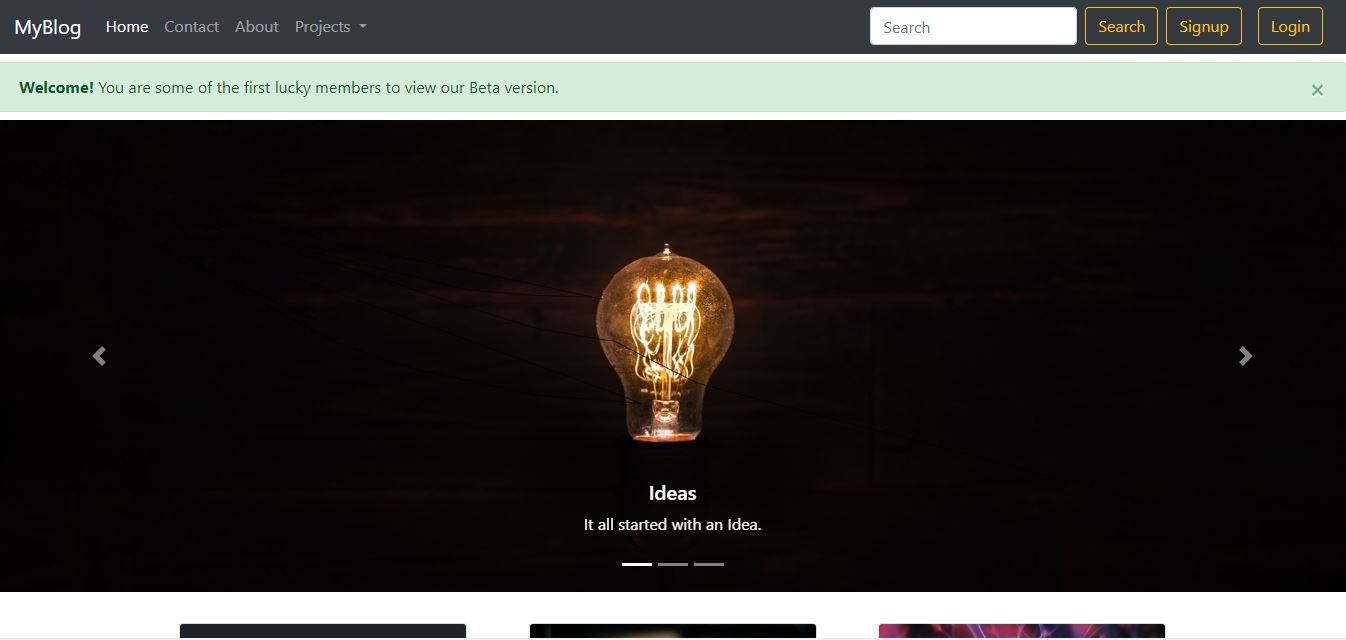 MyBlog Home Contact About Projects Search Search Signup Login
Welcome! You are some of the first lucky members to view our Beta version. ×
Ideas
It all started with an Idea.